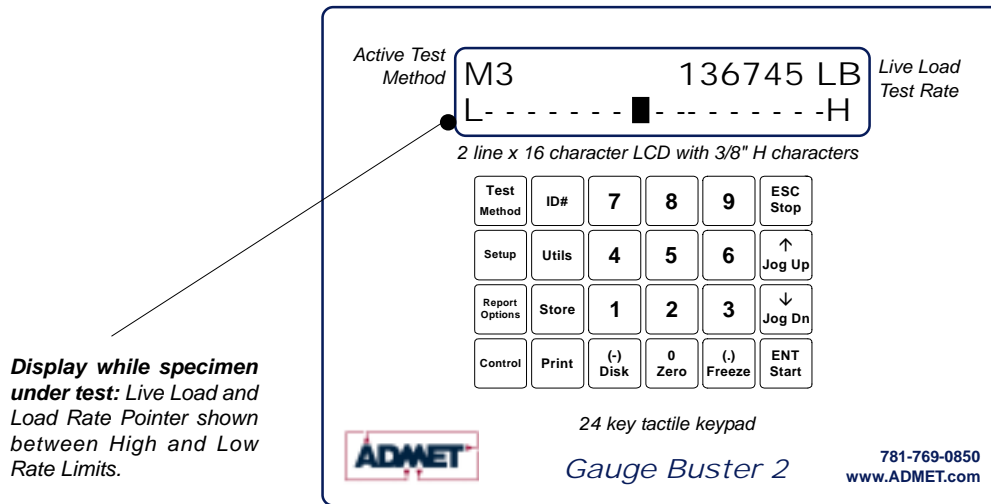 Active Test
Method
M3 136745 LB
L- - - - - - - - -- - - - - - -H
Live Load
Test Rate
2 line x 16 character LCD with 3/8" H characters
Test
Method
ID#
7
8
9
ESC
Stop
Setup
Utils
4
5
6
↑
Jog Up
Report
Options
Store
1
2
3
↓
Jog Dn
Control
Print
(-)
Disk
0
Zero
(.)
Freeze
ENT
Start
Display while specimen
under test: Live Load and
Load Rate Pointer shown
between High and Low
Rate Limits.
24 key tactile keypad
ADMET
Gauge Buster 2
781-769-0850
www.ADMET.com